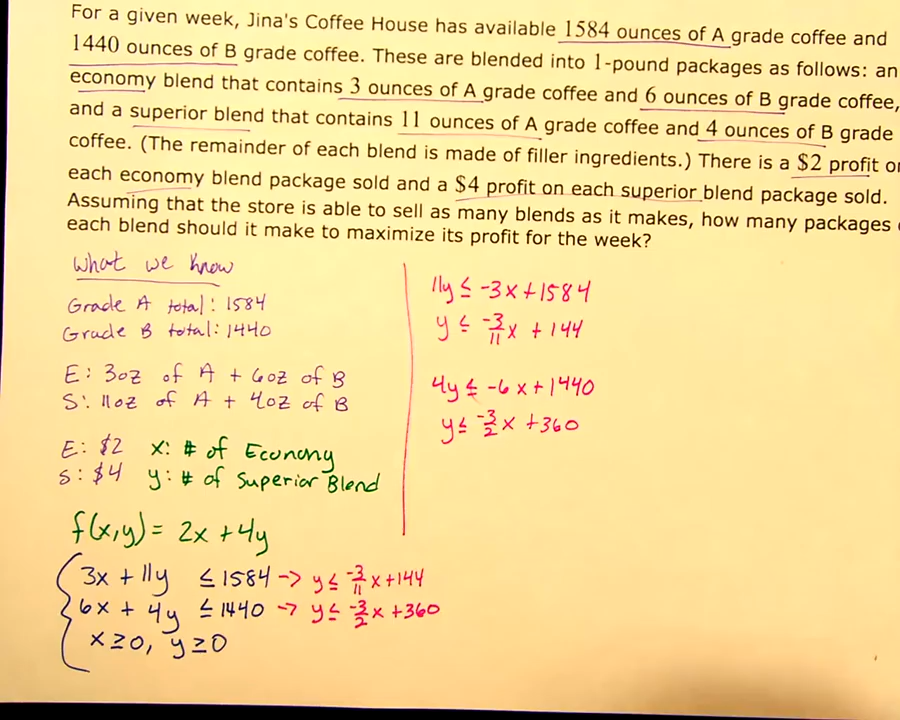 For a given week, Jina's Coffee House has available 1584 ounces of A grade coffee and
1440 ounces of B grade coffee. These are blended into 1-pound packages as follows: an
economy blend that contains 3 ounces of A grade coffee and 6 ounces of B grade coffee,
and a superior blend that contains 11 ounces of A grade coffee and 4 ounces of B grade
coffee. (The remainder of each blend is made of filler ingredients.) There is a $2 profit o
each economy blend package sold and a $4 profit on each superior blend package sold.
Assuming that the store is able to sell as many blends as it makes, how many packages
each blend should it make to maximize its profit for the week?
What we know
Grade A total: 1584
Grade B total: 1440
E: 3oz of A + 6oz of B
S: 11oz of A + 4oz of B
E: $2 x: # of Economy
S: $4 y: # of Superior Blend
f(x,y) = 2x + 4y
3x + 11y ≤ 1584 -> y ≤ -3/11 x + 144
6x + 4y ≤ 1440 -> y ≤ -3/2 x + 360
x ≥ 0, y ≥ 0
11y ≤ -3x + 1584
y ≤ -3/11 x + 144
4y ≤ -6x + 1440
y ≤ -3/2 x + 360